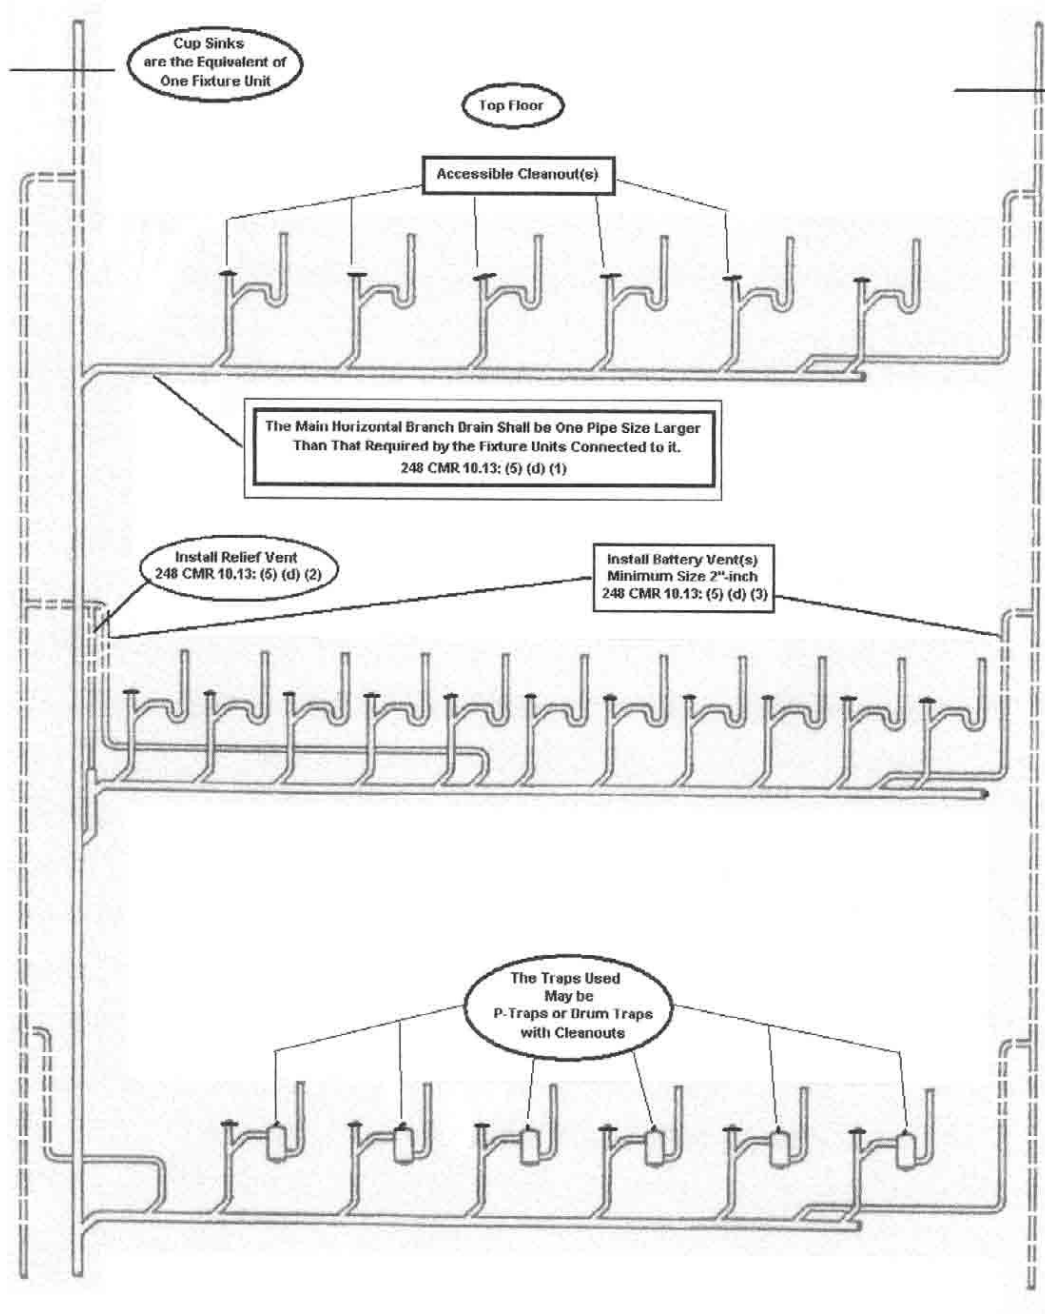 Cup Sinks
are the Equivalent of
One Fixture Unit
Top Floor
Accessible Cleanout(s)
The Main Horizontal Branch Drain Shall be One Pipe Size Larger
Than That Required by the Fixture Units Connected to it.
248 CMR 10.13: (5) (d) (1)
Install Relief Vent
248 CMR 10.13: (5) (d) (2)
Install Battery Vent(s)
Minimum Size 2"-inch
248 CMR 10.13: (5) (d) (3)
The Traps Used
May be
P-Traps or Drum Traps
with Cleanouts